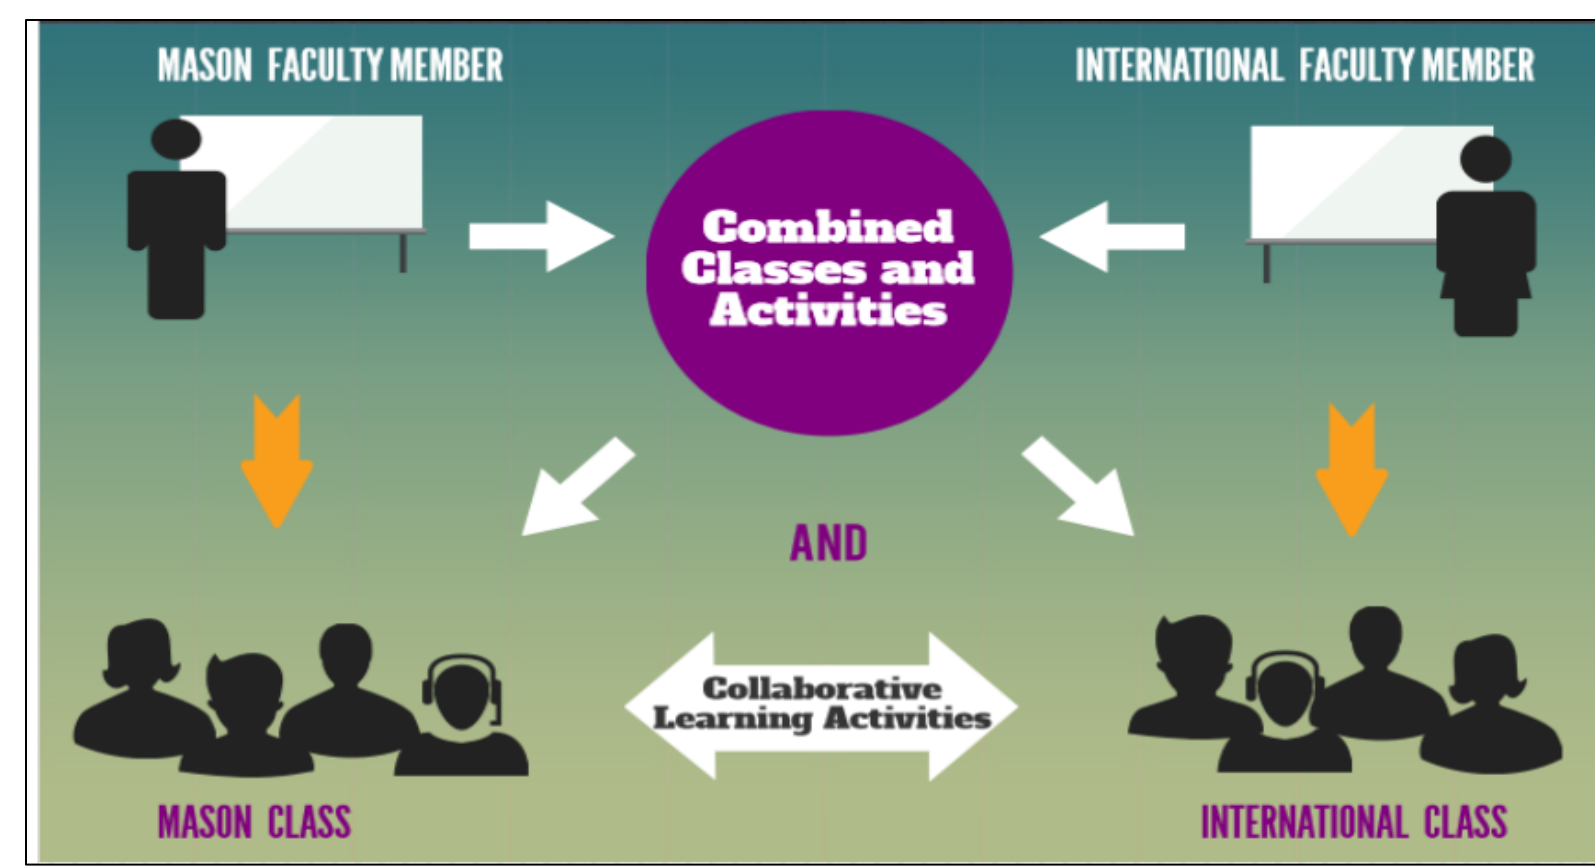 MASON FACULTY MEMBER
INTERNATIONAL FACULTY MEMBER
Combined
Classes and
Activities
AND
Collaborative
Learning Activities
MASON CLASS
INTERNATIONAL CLASS